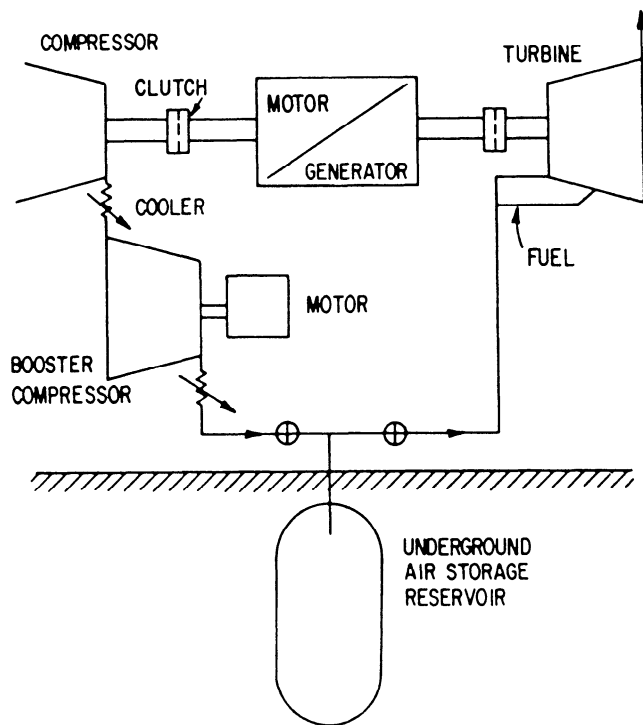 COMPRESSOR
TURBINE
CLUTCH
MOTOR
GENERATOR
COOLER
FUEL
MOTOR
BOOSTER
COMPRESSOR
UNDERGROUND
AIR STORAGE
RESERVOIR